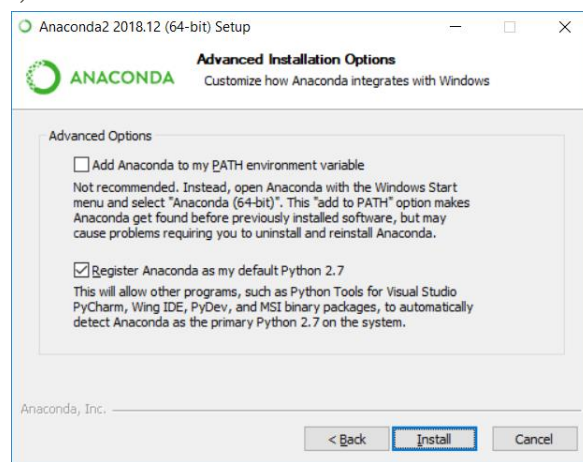 Anaconda2 2018.12 (64-bit) Setup
ANACONDA
Advanced Installation Options
Customize how Anaconda integrates with Windows
Advanced Options
Add Anaconda to my PATH environment variable
Not recommended. Instead, open Anaconda with the Windows Start
menu and select "Anaconda (64-bit)". This "add to PATH" option makes
Anaconda get found before previously installed software, but may
cause problems requiring you to uninstall and reinstall Anaconda.
Register Anaconda as my default Python 2.7
This will allow other programs, such as Python Tools for Visual Studio
PyCharm, Wing IDE, PyDev, and MSI binary packages, to automatically
detect Anaconda as the primary Python 2.7 on the system.
Anaconda, Inc.
< Back Install Cancel